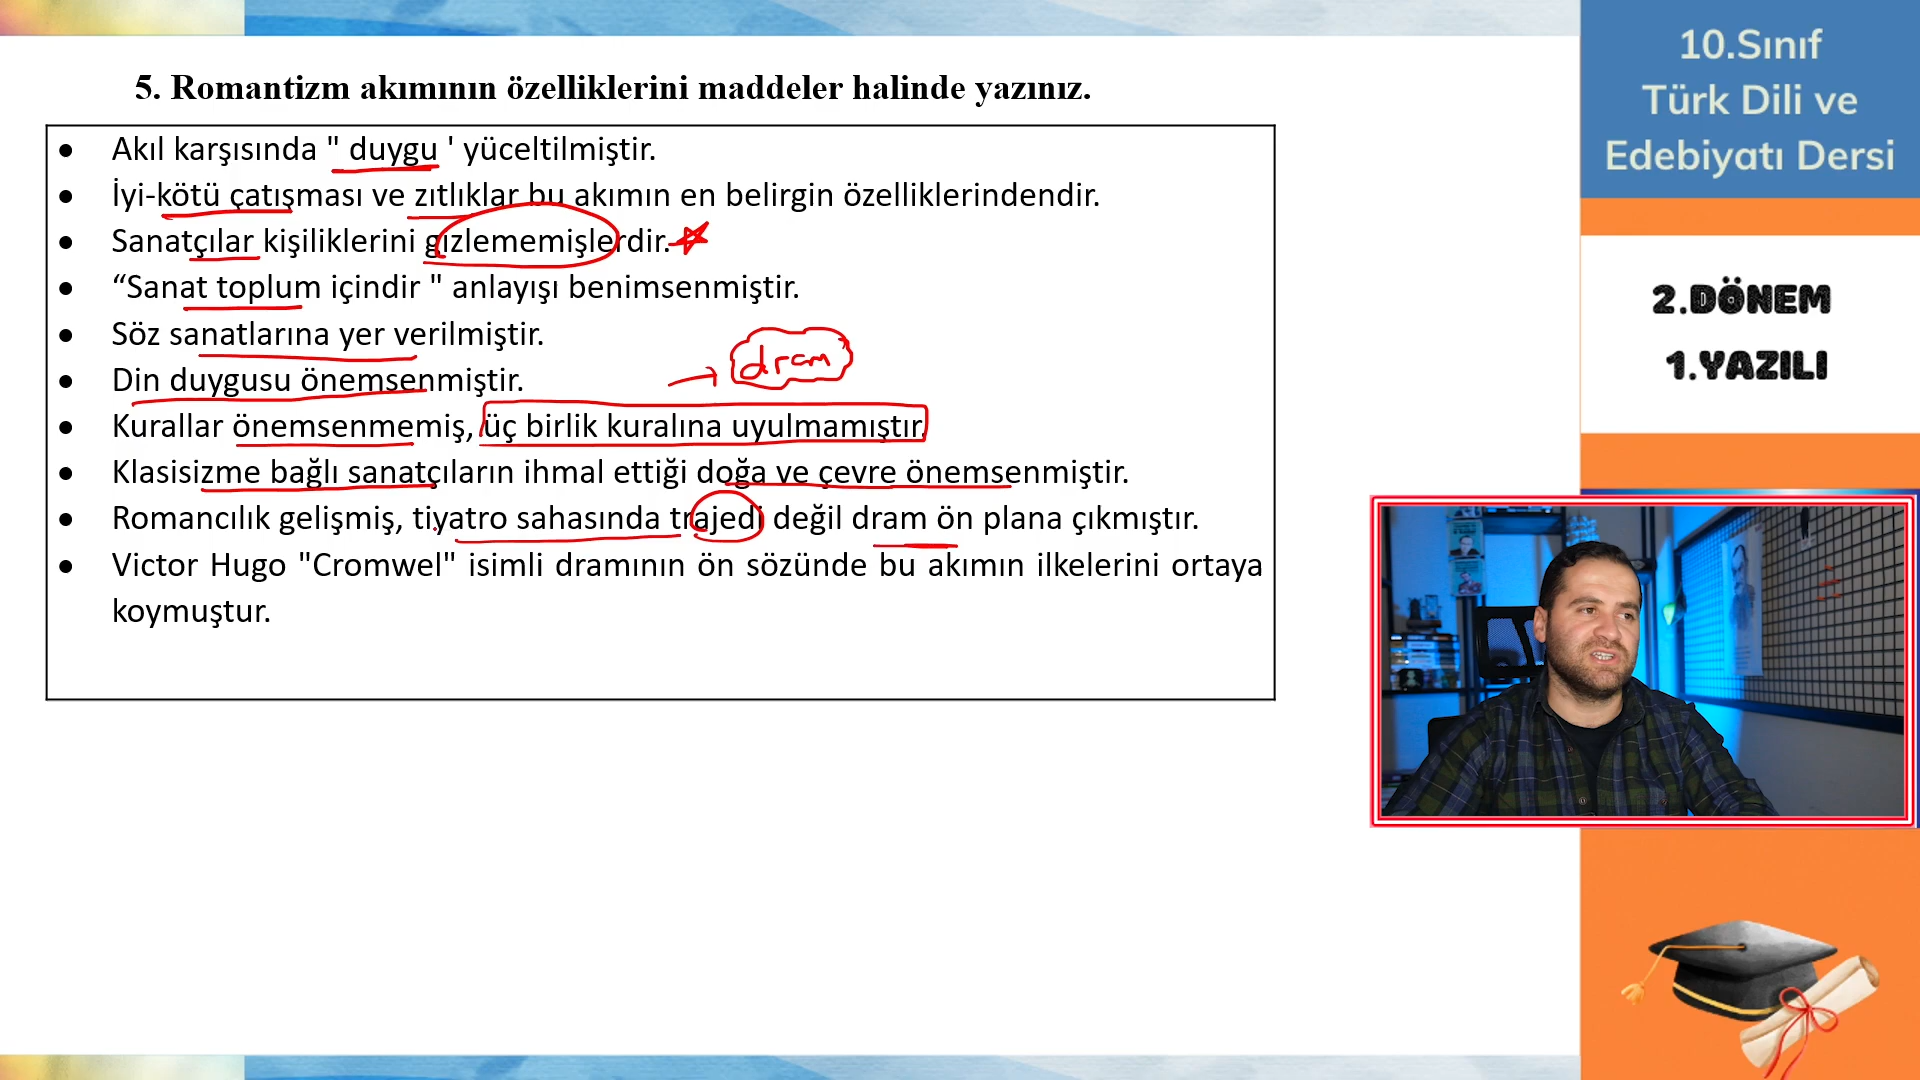 5. Romantizm akımının özelliklerini maddeler halinde yazınız.
• Akıl karşısında " duygu ' yüceltilmiştir.
• İyi-kötü çatışması ve zıtlıklar bu akımın en belirgin özelliklerindendir.
• Sanatçılar kişiliklerini gizlememişlerdir.
• “Sanat toplum içindir " anlayışı benimsenmiştir.
• Söz sanatlarına yer verilmiştir.
dram
• Din duygusu önemsenmiştir.
• Kurallar önemsenmemiş, üç birlik kuralına uyulmamıştır.
• Klasisizme bağlı sanatçıların ihmal ettiği doğa ve çevre önemsenmiştir.
• Romancılık gelişmiş, tiyatro sahasında trajedi değil dram ön plana çıkmıştır.
• Victor Hugo "Cromwel" isimli dramının ön sözünde bu akımın ilkelerini ortaya
koymuştur.
10.Sınıf
Türk Dili ve
Edebiyatı Dersi
2.DÖNEM
1.YAZILI